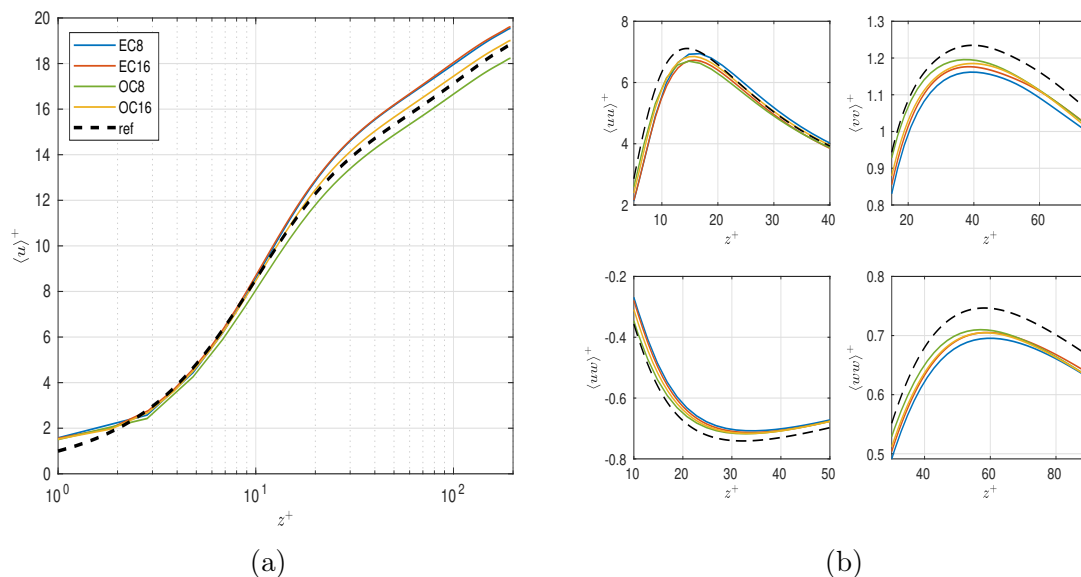 20
18
16
14
12
10
8
6
4
2
0
10^0
10^1
10^2
⟨u⟩^+
z^+
EC8
EC16
OC8
OC16
ref
(a)
8
6
4
2
10
20
30
40
⟨uu⟩^+
z^+
1.3
1.2
1.1
1
0.9
0.8
20
40
60
⟨vv⟩^+
z^+
-0.2
-0.4
-0.6
-0.8
10
20
30
40
50
⟨uw⟩^+
z^+
0.8
0.7
0.6
0.5
40
60
80
⟨ww⟩^+
z^+
(b)